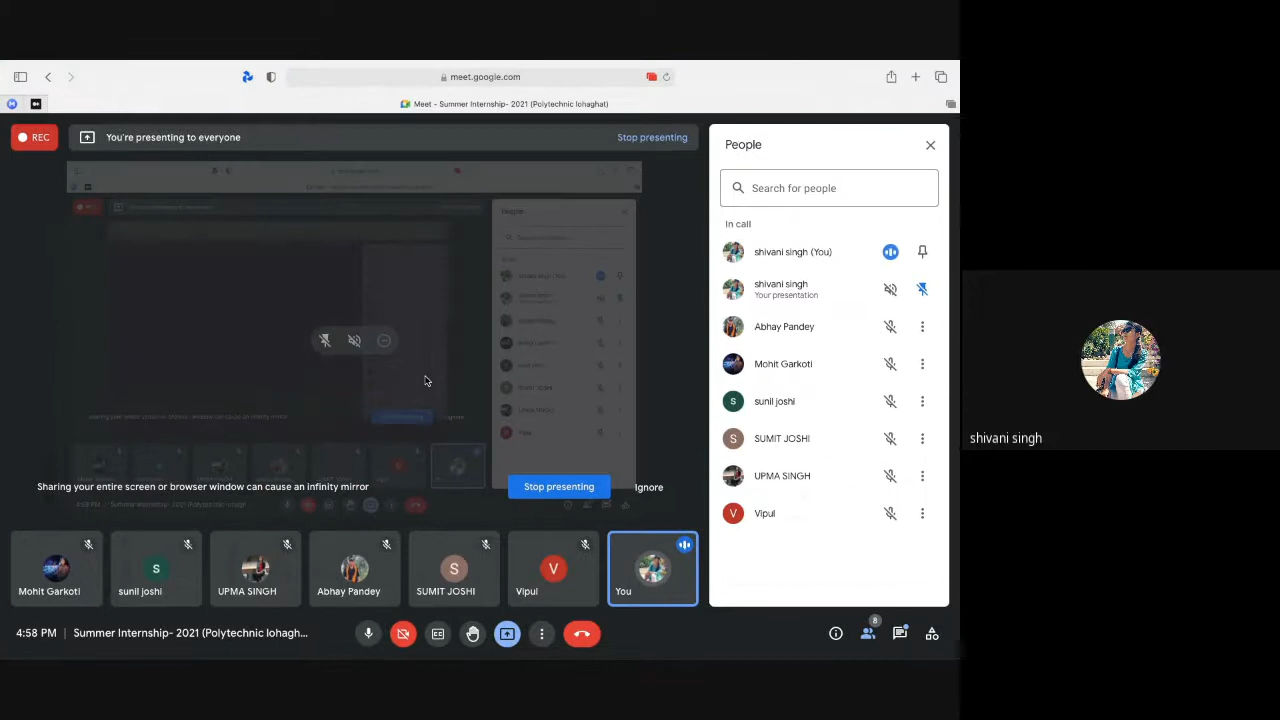 meet.google.com
Meet - Summer Internship- 2021 (Polytechnic lohaghat)
REC
You're presenting to everyone
Stop presenting
People
Search for people
In call
shivani singh (You)
shivani singh
Your presentation
Abhay Pandey
Mohit Garkoti
sunil joshi
S
SUMIT JOSHI
S
UPMA SINGH
Vipul
V
Sharing your entire screen or browser window can cause an infinity mirror
Stop presenting
Ignore
Mohit Garkoti
S
sunil joshi
UPMA SINGH
Abhay Pandey
S
SUMIT JOSHI
V
Vipul
You
4:58 PM | Summer Internship- 2021 (Polytechnic lohagh...
CC
8
shivani singh